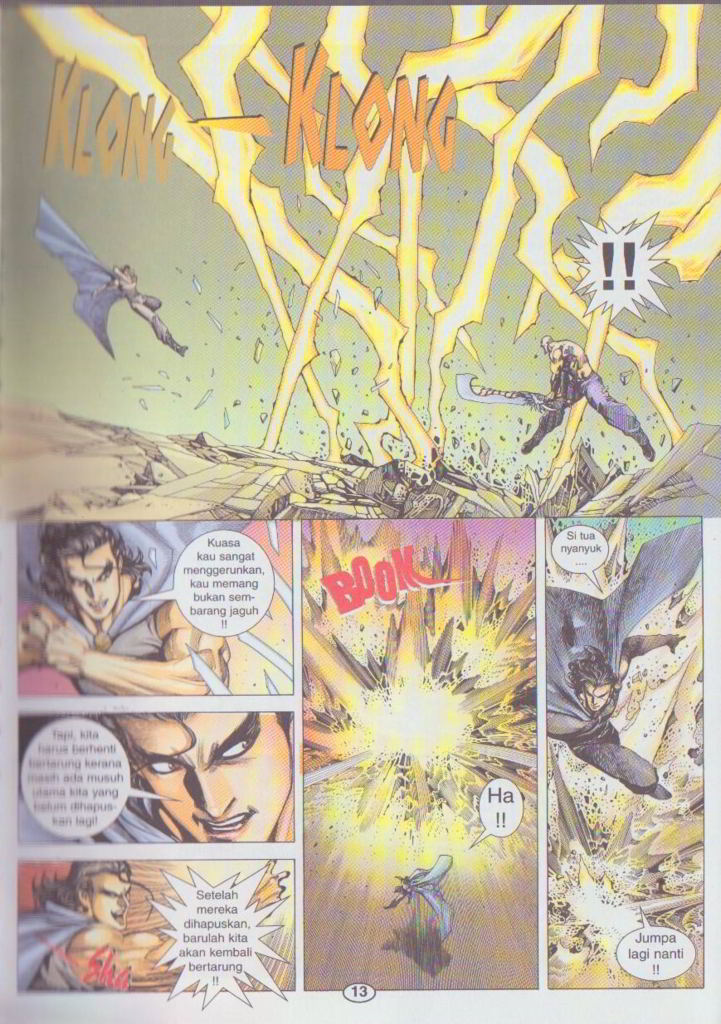 KLONG — KLONG
!!
Kuasa
kau sangat
menggerunkan,
kau memang
bukan sem-
barang jaguh
!!
Tapi, kita
harus berhenti
bertarung kerana
masih ada musuh
utama kita yang
belum dihapus-
kan lagi!
Setelah
mereka
dihapuskan,
barulah kita
akan kembali
bertarung
!!
Sha
BOOM
Ha
!!
Si tua
nyanyuk
....
Jumpa
lagi nanti
!!
13